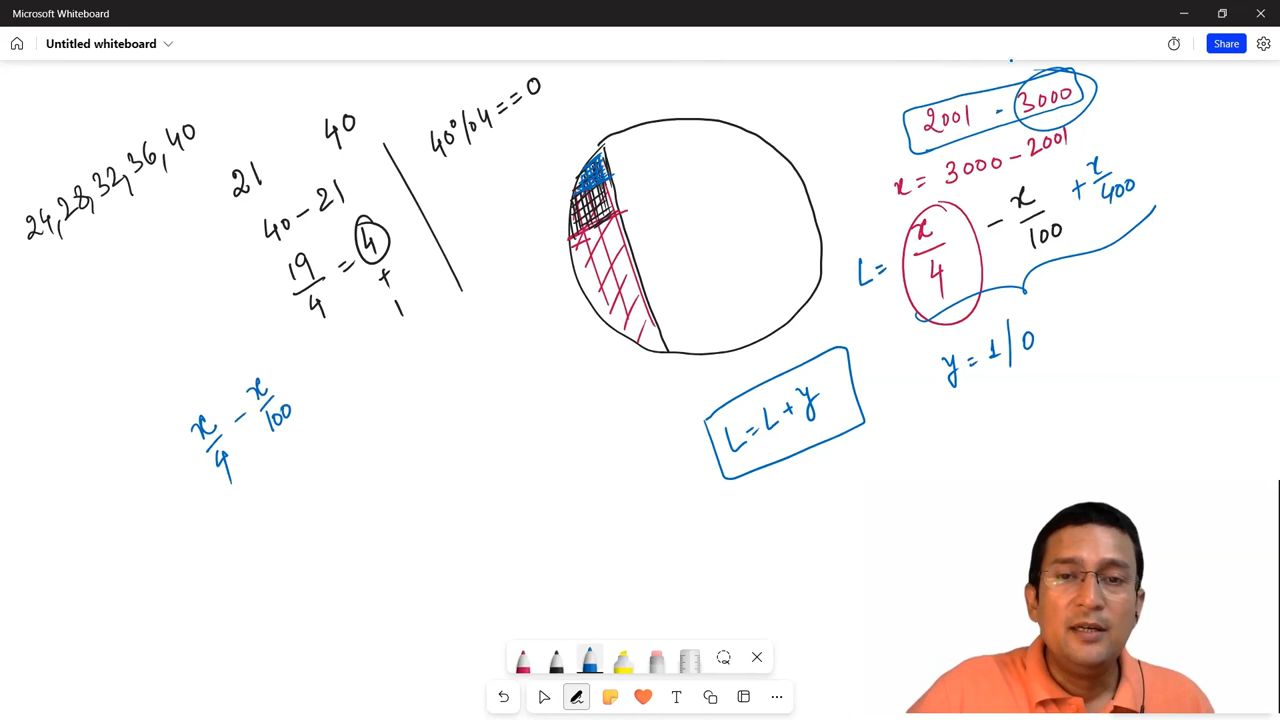 Microsoft Whiteboard
Untitled whiteboard
Share
24, 28, 32, 36, 40
21 40
40 - 21
19/4 = 4
+
1
40%4 == 0
2001 - 3000
x = 3000 - 2001
L = x/4 - x/100 + x/400
y = 1/0
L = L + y
x/4 - x/100